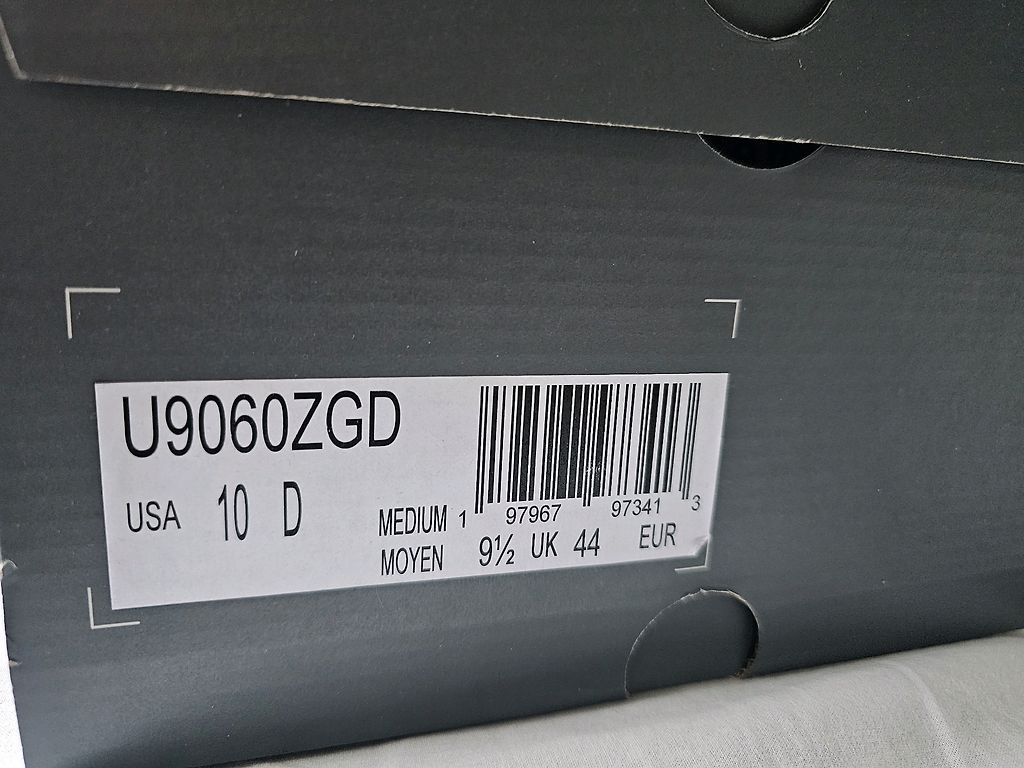 U9060ZGD
USA 10 D
MEDIUM
MOYEN
1 97967 97341 3
9½ UK 44 EUR